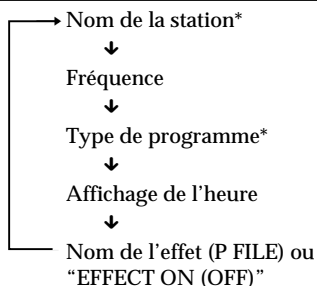 Nom de la station*
Fréquence
Type de programme*
Affichage de l'heure
Nom de l'effet (P FILE) ou
“EFFECT ON (OFF)”